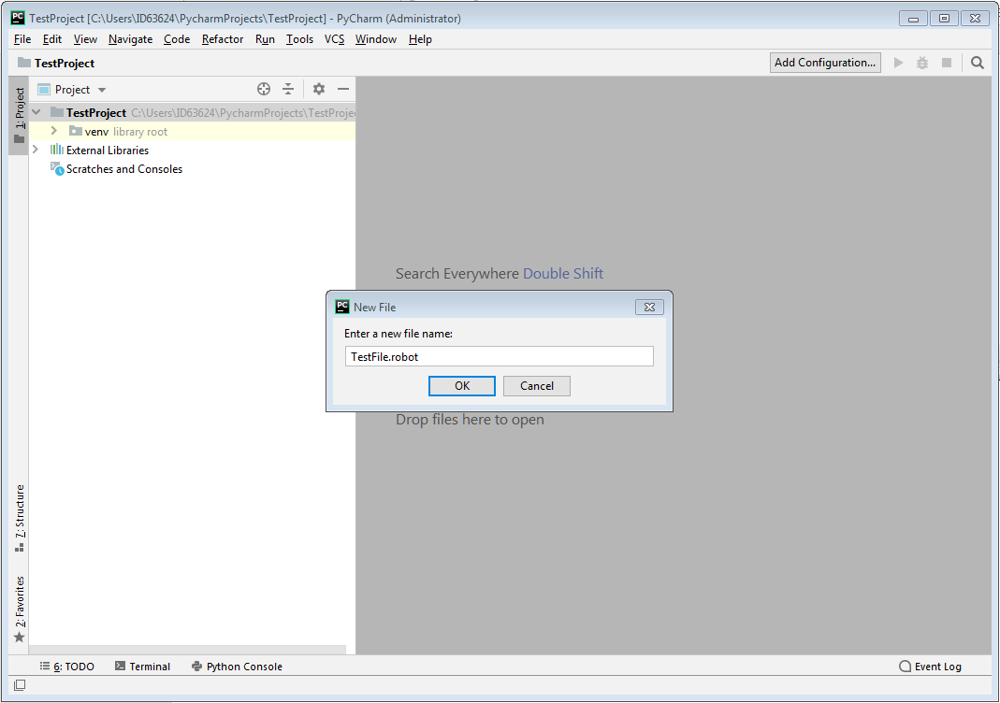 PC TestProject [C:\Users\ID63624\PycharmProjects\TestProject] - PyCharm (Administrator)
File Edit View Navigate Code Refactor Run Tools VCS Window Help
TestProject Add Configuration...
1: Project
Project
TestProject C:\Users\ID63624\PycharmProjects\TestProje
venv library root
External Libraries
Scratches and Consoles
Search Everywhere Double Shift
PC New File
Enter a new file name:
TestFile.robot
OK Cancel
Drop files here to open
7: Structure
2: Favorites
6: TODO Terminal Python Console Event Log